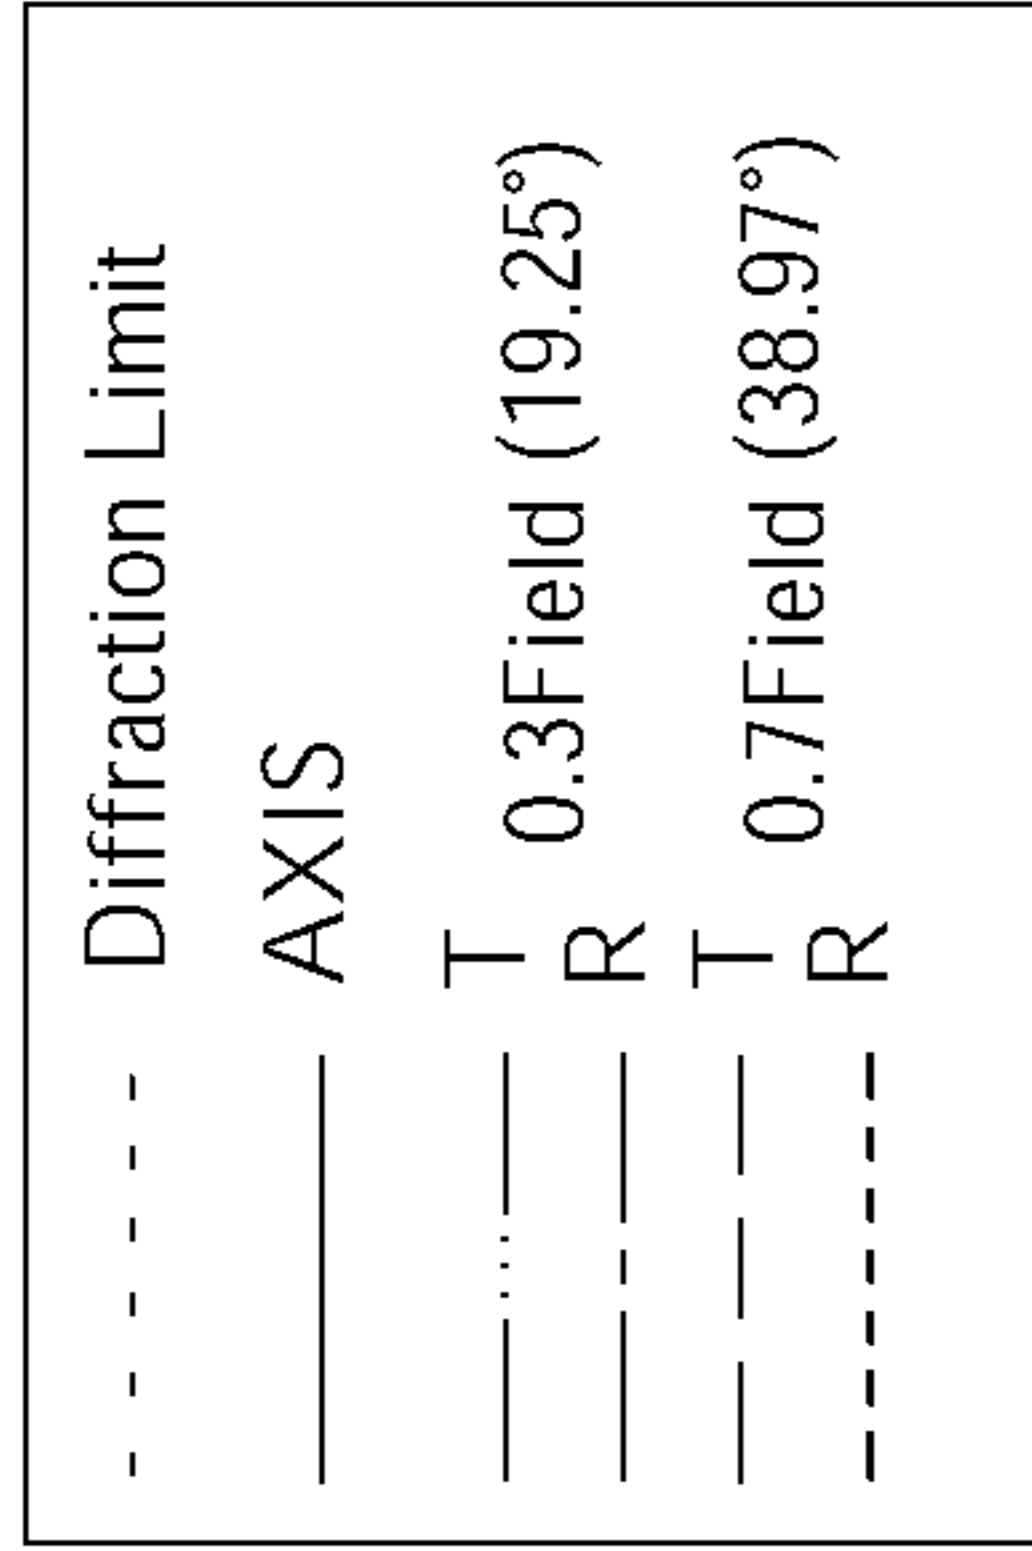 Diffraction Limit
AXIS
T
0.3Field (19.25°)
R
T
0.7Field (38.97°)
R